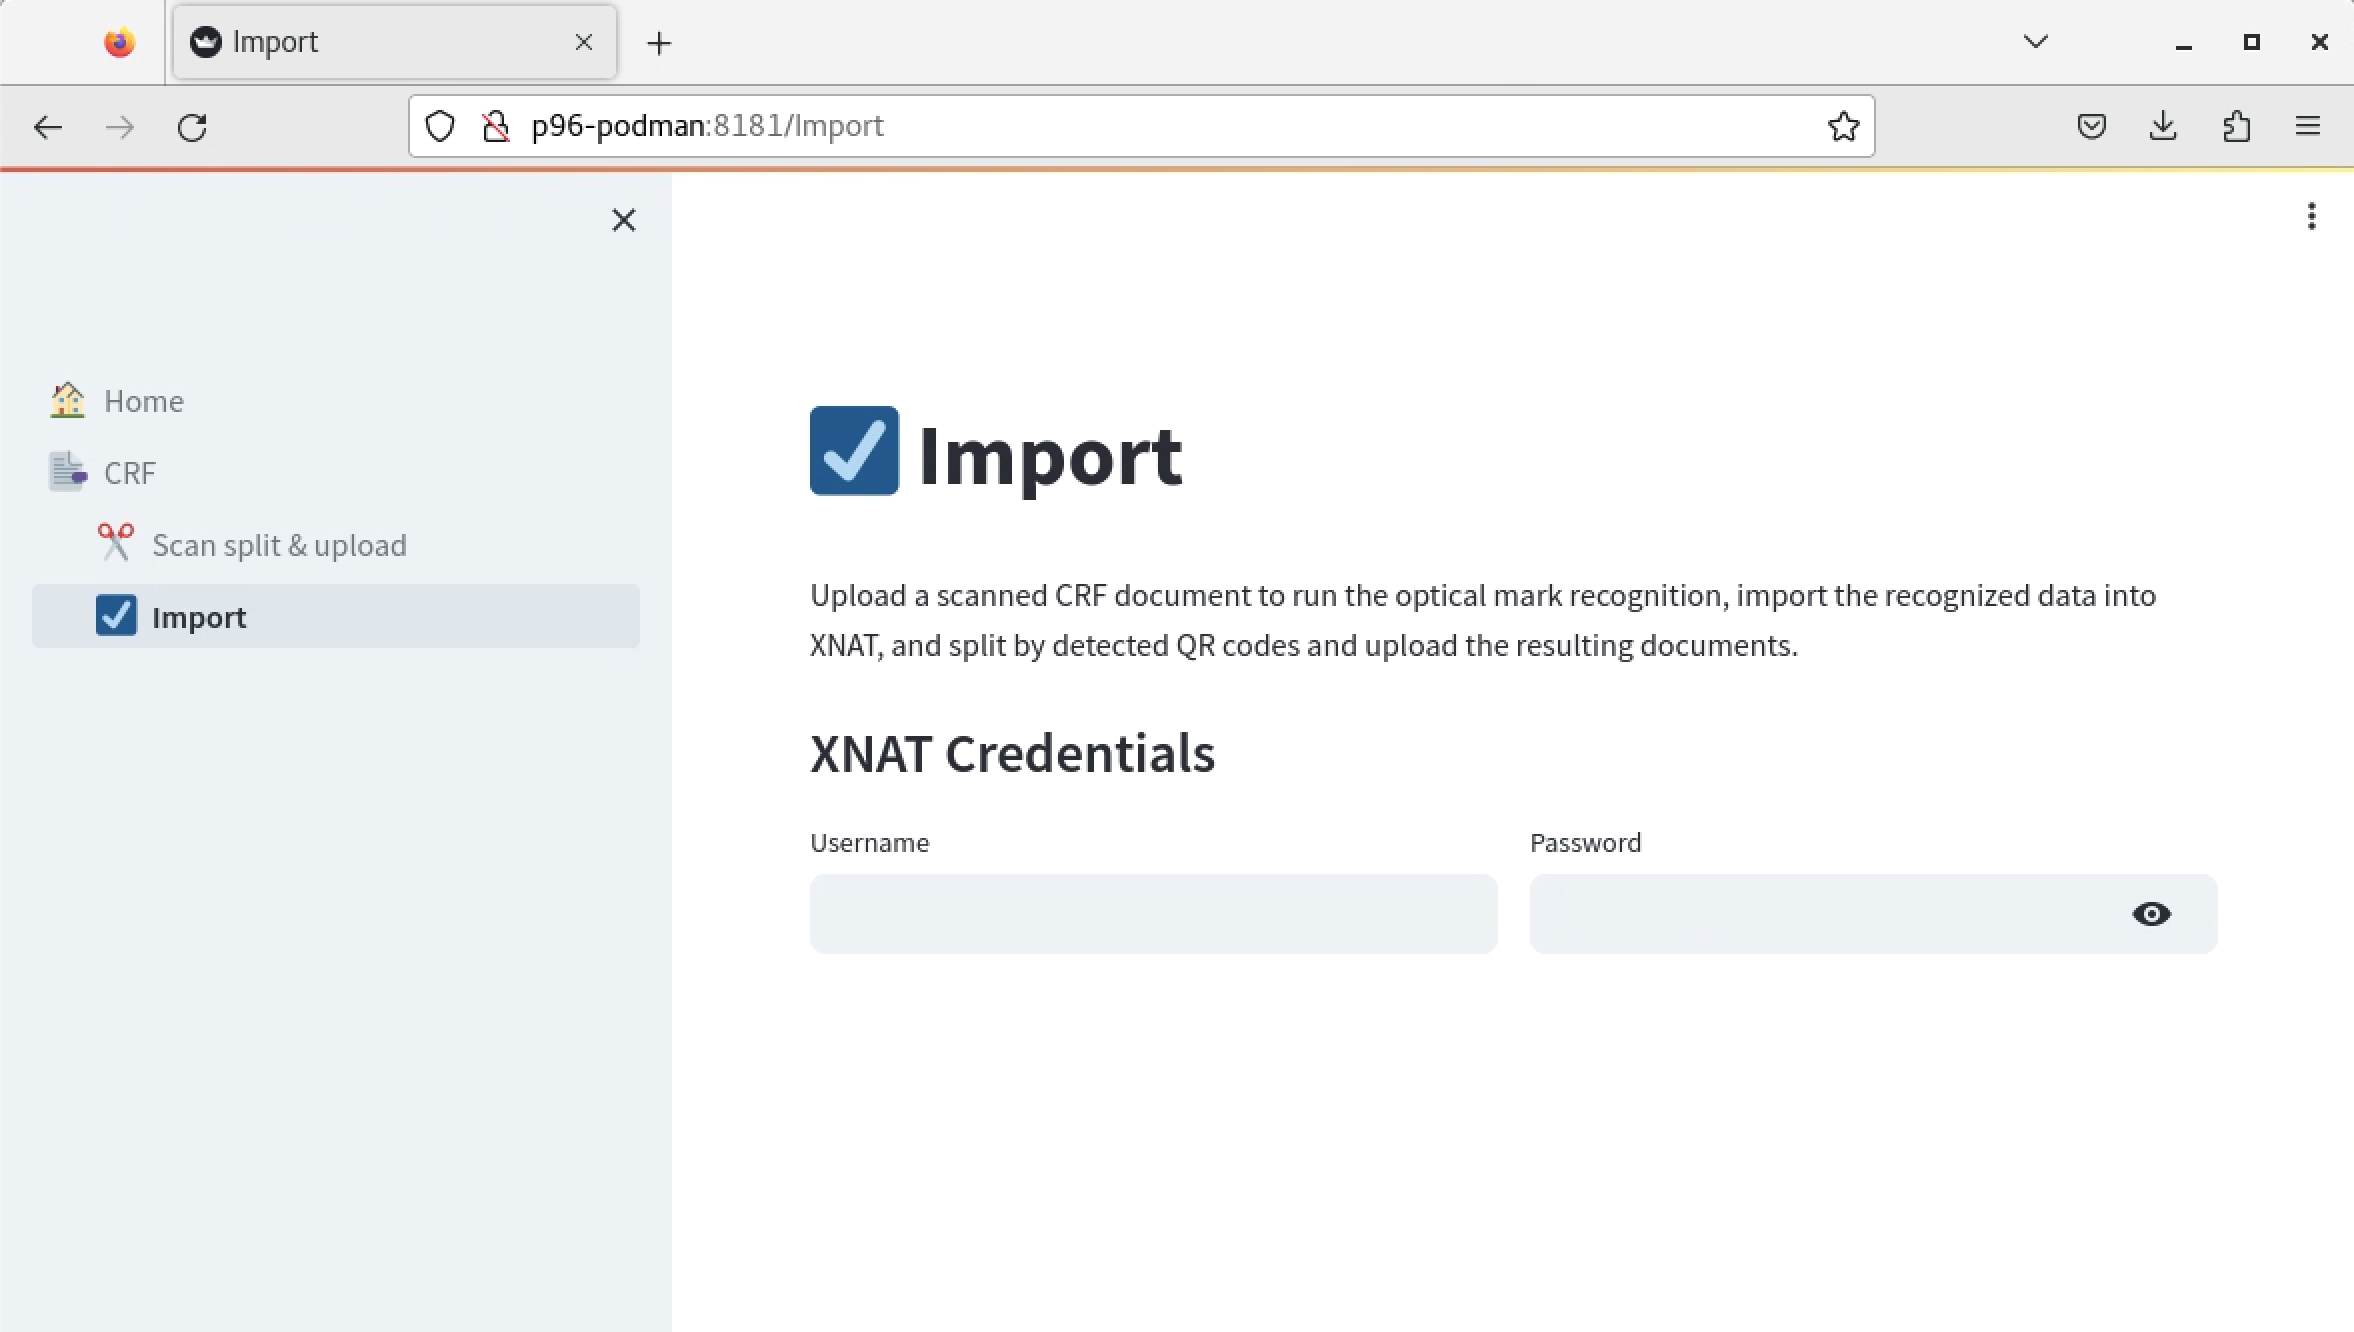 Import
p96-podman:8181/Import
Home
CRF
Scan split & upload
Import
Import
Upload a scanned CRF document to run the optical mark recognition, import the recognized data into
XNAT, and split by detected QR codes and upload the resulting documents.
XNAT Credentials
Username
Password